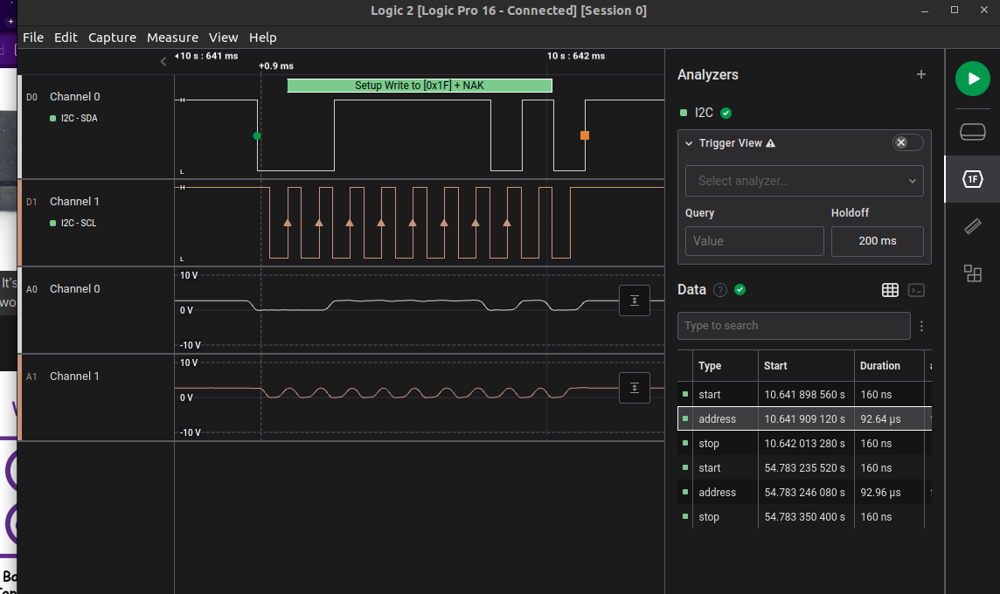 Logic 2 [Logic Pro 16 - Connected] [Session 0]
File Edit Capture Measure View Help
10 s : 641 ms
10 s : 642 ms
+0.9 ms
D0 Channel 0
I2C - SDA
Setup Write to [0x1F] + NAK
H
L
D1 Channel 1
I2C - SCL
H
L
A0 Channel 0
10 V
0 V
-10 V
A1 Channel 1
10 V
0 V
-10 V
Analyzers
I2C
Trigger View
Select analyzer...
Query Holdoff
Value 200 ms
Data
Type to search
Type Start Duration
start 10.641 898 560 s 160 ns
address 10.641 909 120 s 92.64 µs
stop 10.642 013 280 s 160 ns
start 54.783 235 520 s 160 ns
address 54.783 246 080 s 92.96 µs
stop 54.783 350 400 s 160 ns
1F
It's
wo
Ba